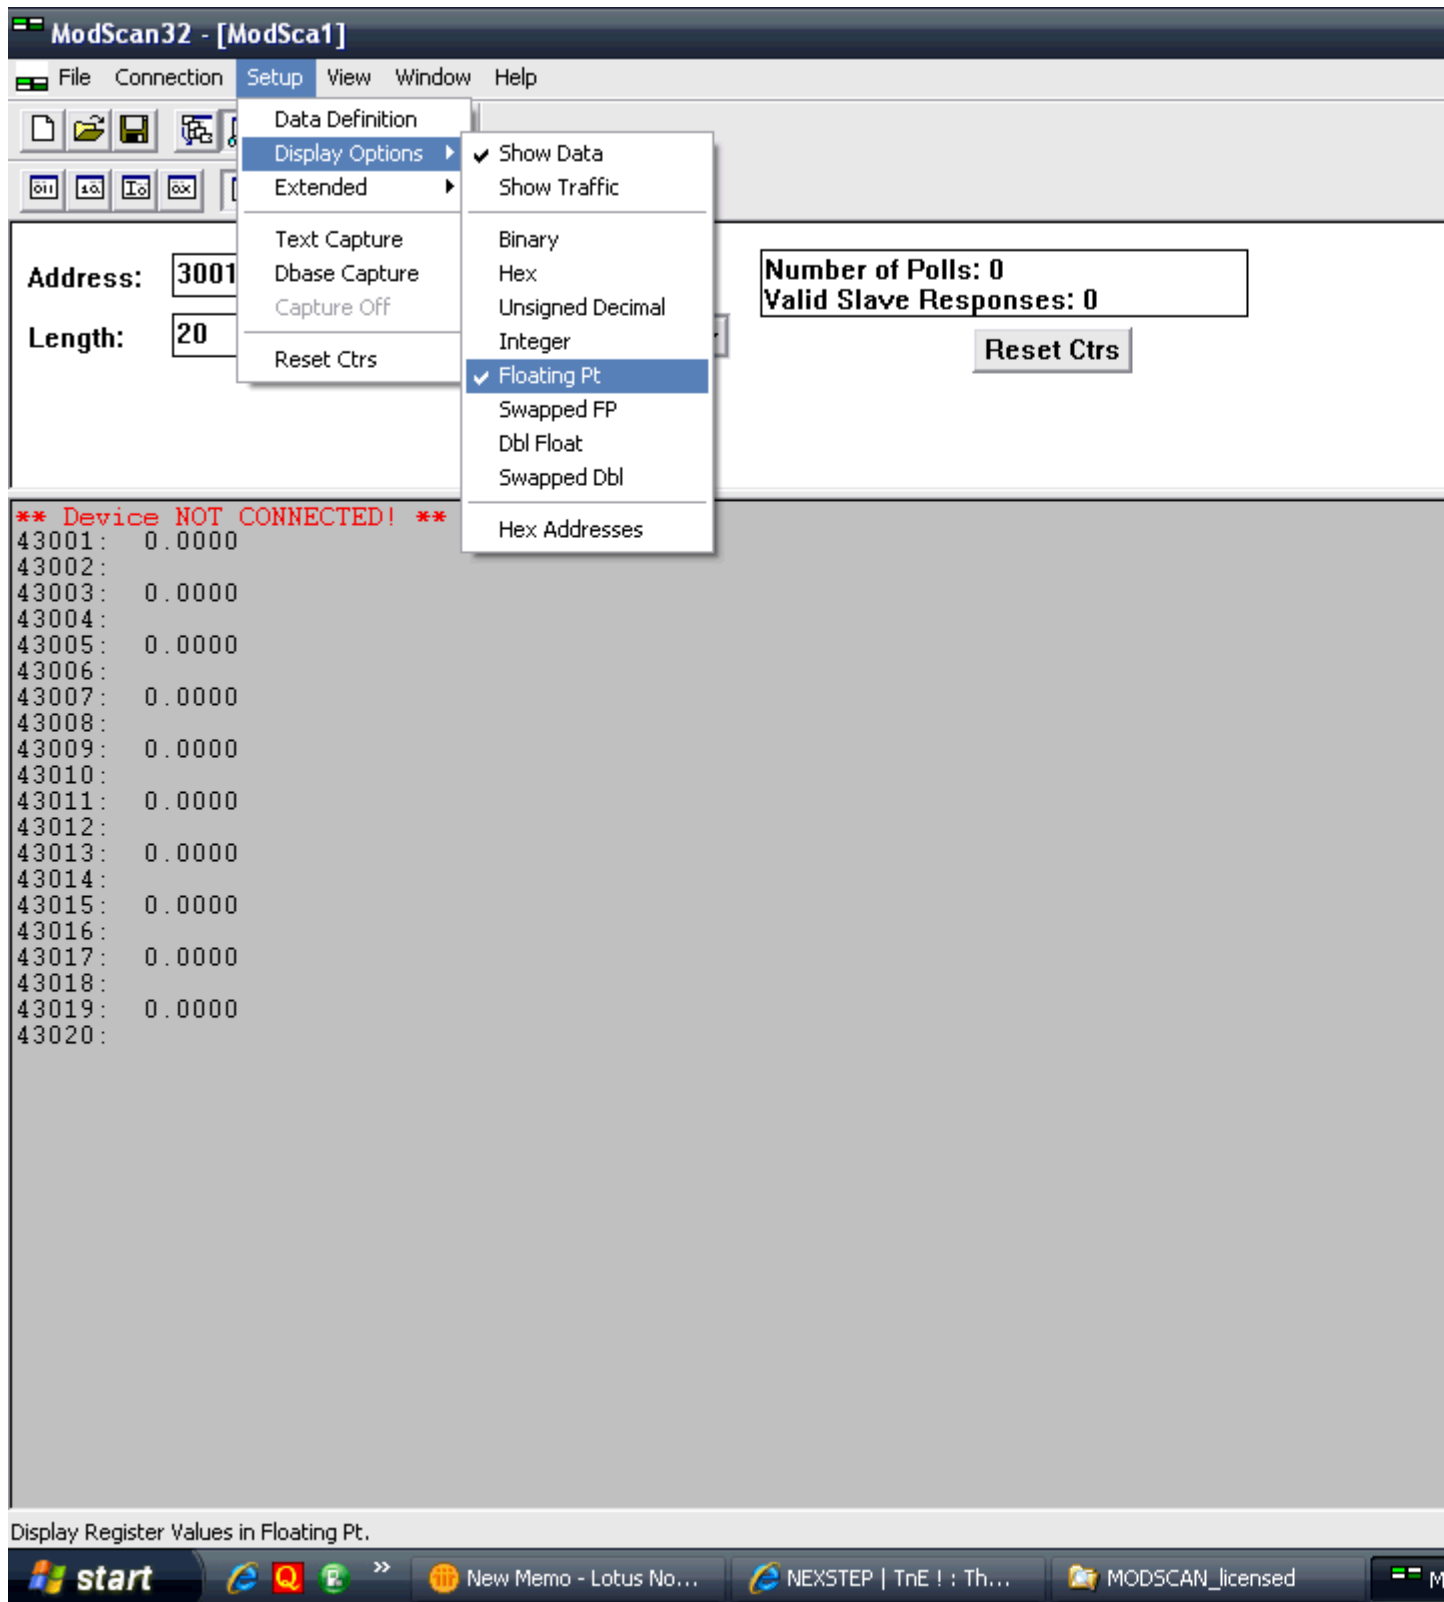 ModScan32 - [ModSca1]
File Connection Setup View Window Help
Data Definition
Display Options
Extended
Text Capture
Dbase Capture
Capture Off
Reset Ctrs
Show Data
Show Traffic
Binary
Hex
Unsigned Decimal
Integer
Floating Pt
Swapped FP
Dbl Float
Swapped Dbl
Hex Addresses
Address: 3001
Length: 20
Number of Polls: 0
Valid Slave Responses: 0
Reset Ctrs
** Device NOT CONNECTED! **
43001: 0.0000
43002:
43003: 0.0000
43004:
43005: 0.0000
43006:
43007: 0.0000
43008:
43009: 0.0000
43010:
43011: 0.0000
43012:
43013: 0.0000
43014:
43015: 0.0000
43016:
43017: 0.0000
43018:
43019: 0.0000
43020:
Display Register Values in Floating Pt.
start Q » New Memo - Lotus No... NEXSTEP | TnE ! : Th... MODSCAN_licensed M